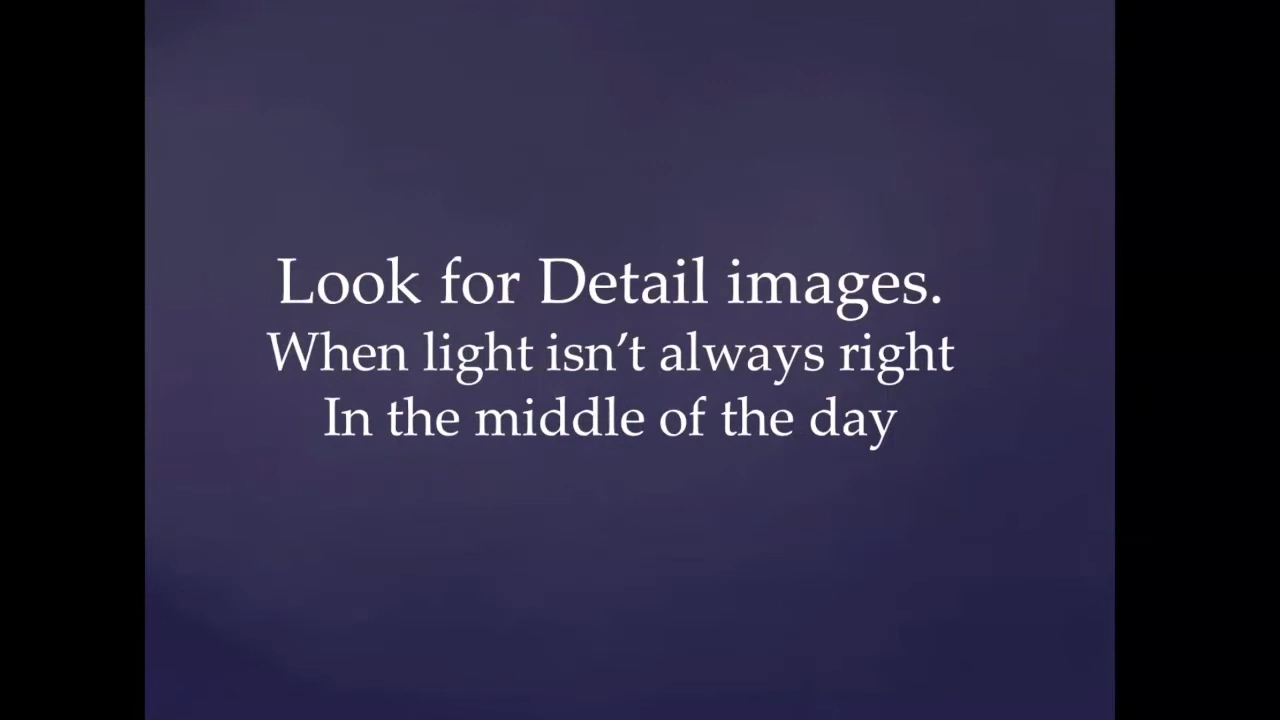 Look for Detail images.
When light isn’t always right
In the middle of the day